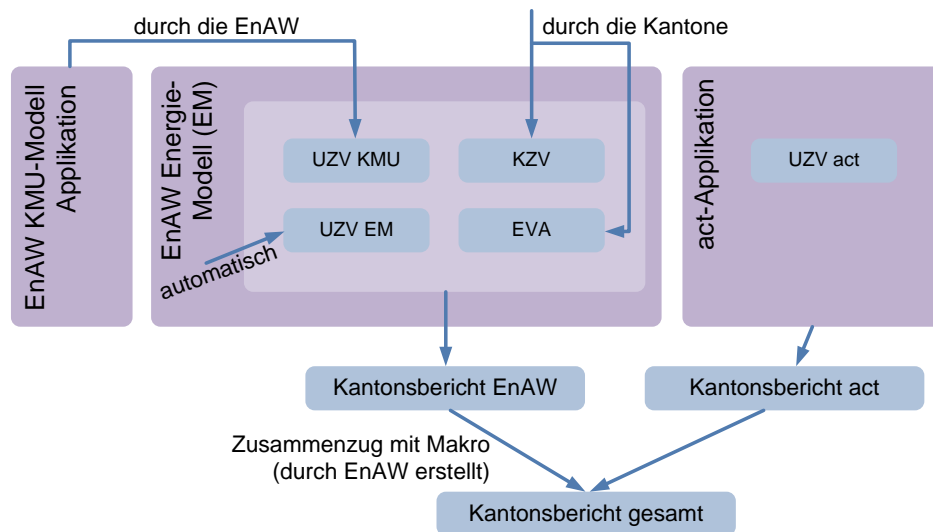 durch die EnAW
durch die Kantone
EnAW KMU-Modell
Applikation
EnAW Energie-
Modell (EM)
UZV KMU
KZV
UZV EM
EVA
automatisch
act-Applikation
UZV act
Kantonsbericht EnAW
Kantonsbericht act
Zusammenzug mit Makro
(durch EnAW erstellt)
Kantonsbericht gesamt